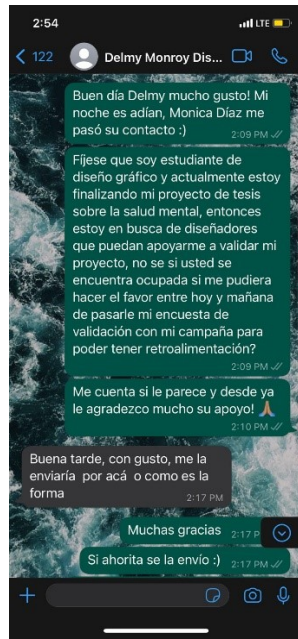 2:54
LTE
122
Delmy Monroy Dis...
Buen día Delmy mucho gusto! Mi
noche es adían, Monica Díaz me
pasó su contacto :)
2:09 PM
Fíjese que soy estudiante de
diseño gráfico y actualmente estoy
finalizando mi proyecto de tesis
sobre la salud mental, entonces
estoy en busca de diseñadores
que puedan apoyarme a validar mi
proyecto, no se si usted se
encuentra ocupada si me pudiera
hacer el favor entre hoy y mañana
de pasarle mi encuesta de
validación con mi campaña para
poder tener retroalimentación?
2:09 PM
Me cuenta si le parece y desde ya
le agradezco mucho su apoyo! 🙏
2:10 PM
Buena tarde, con gusto, me la
enviaría por acá o como es la
forma
2:17 PM
Muchas gracias 2:17 P
Si ahorita se la envío :) 2:17 PM